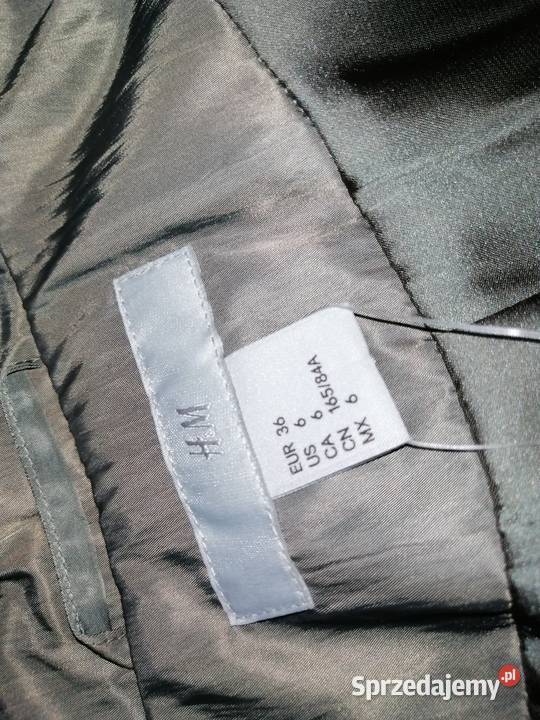 H&M
EUR 36
US 6
CA 6
CN 165/84A
MX 6
Sprzedajemy.pl